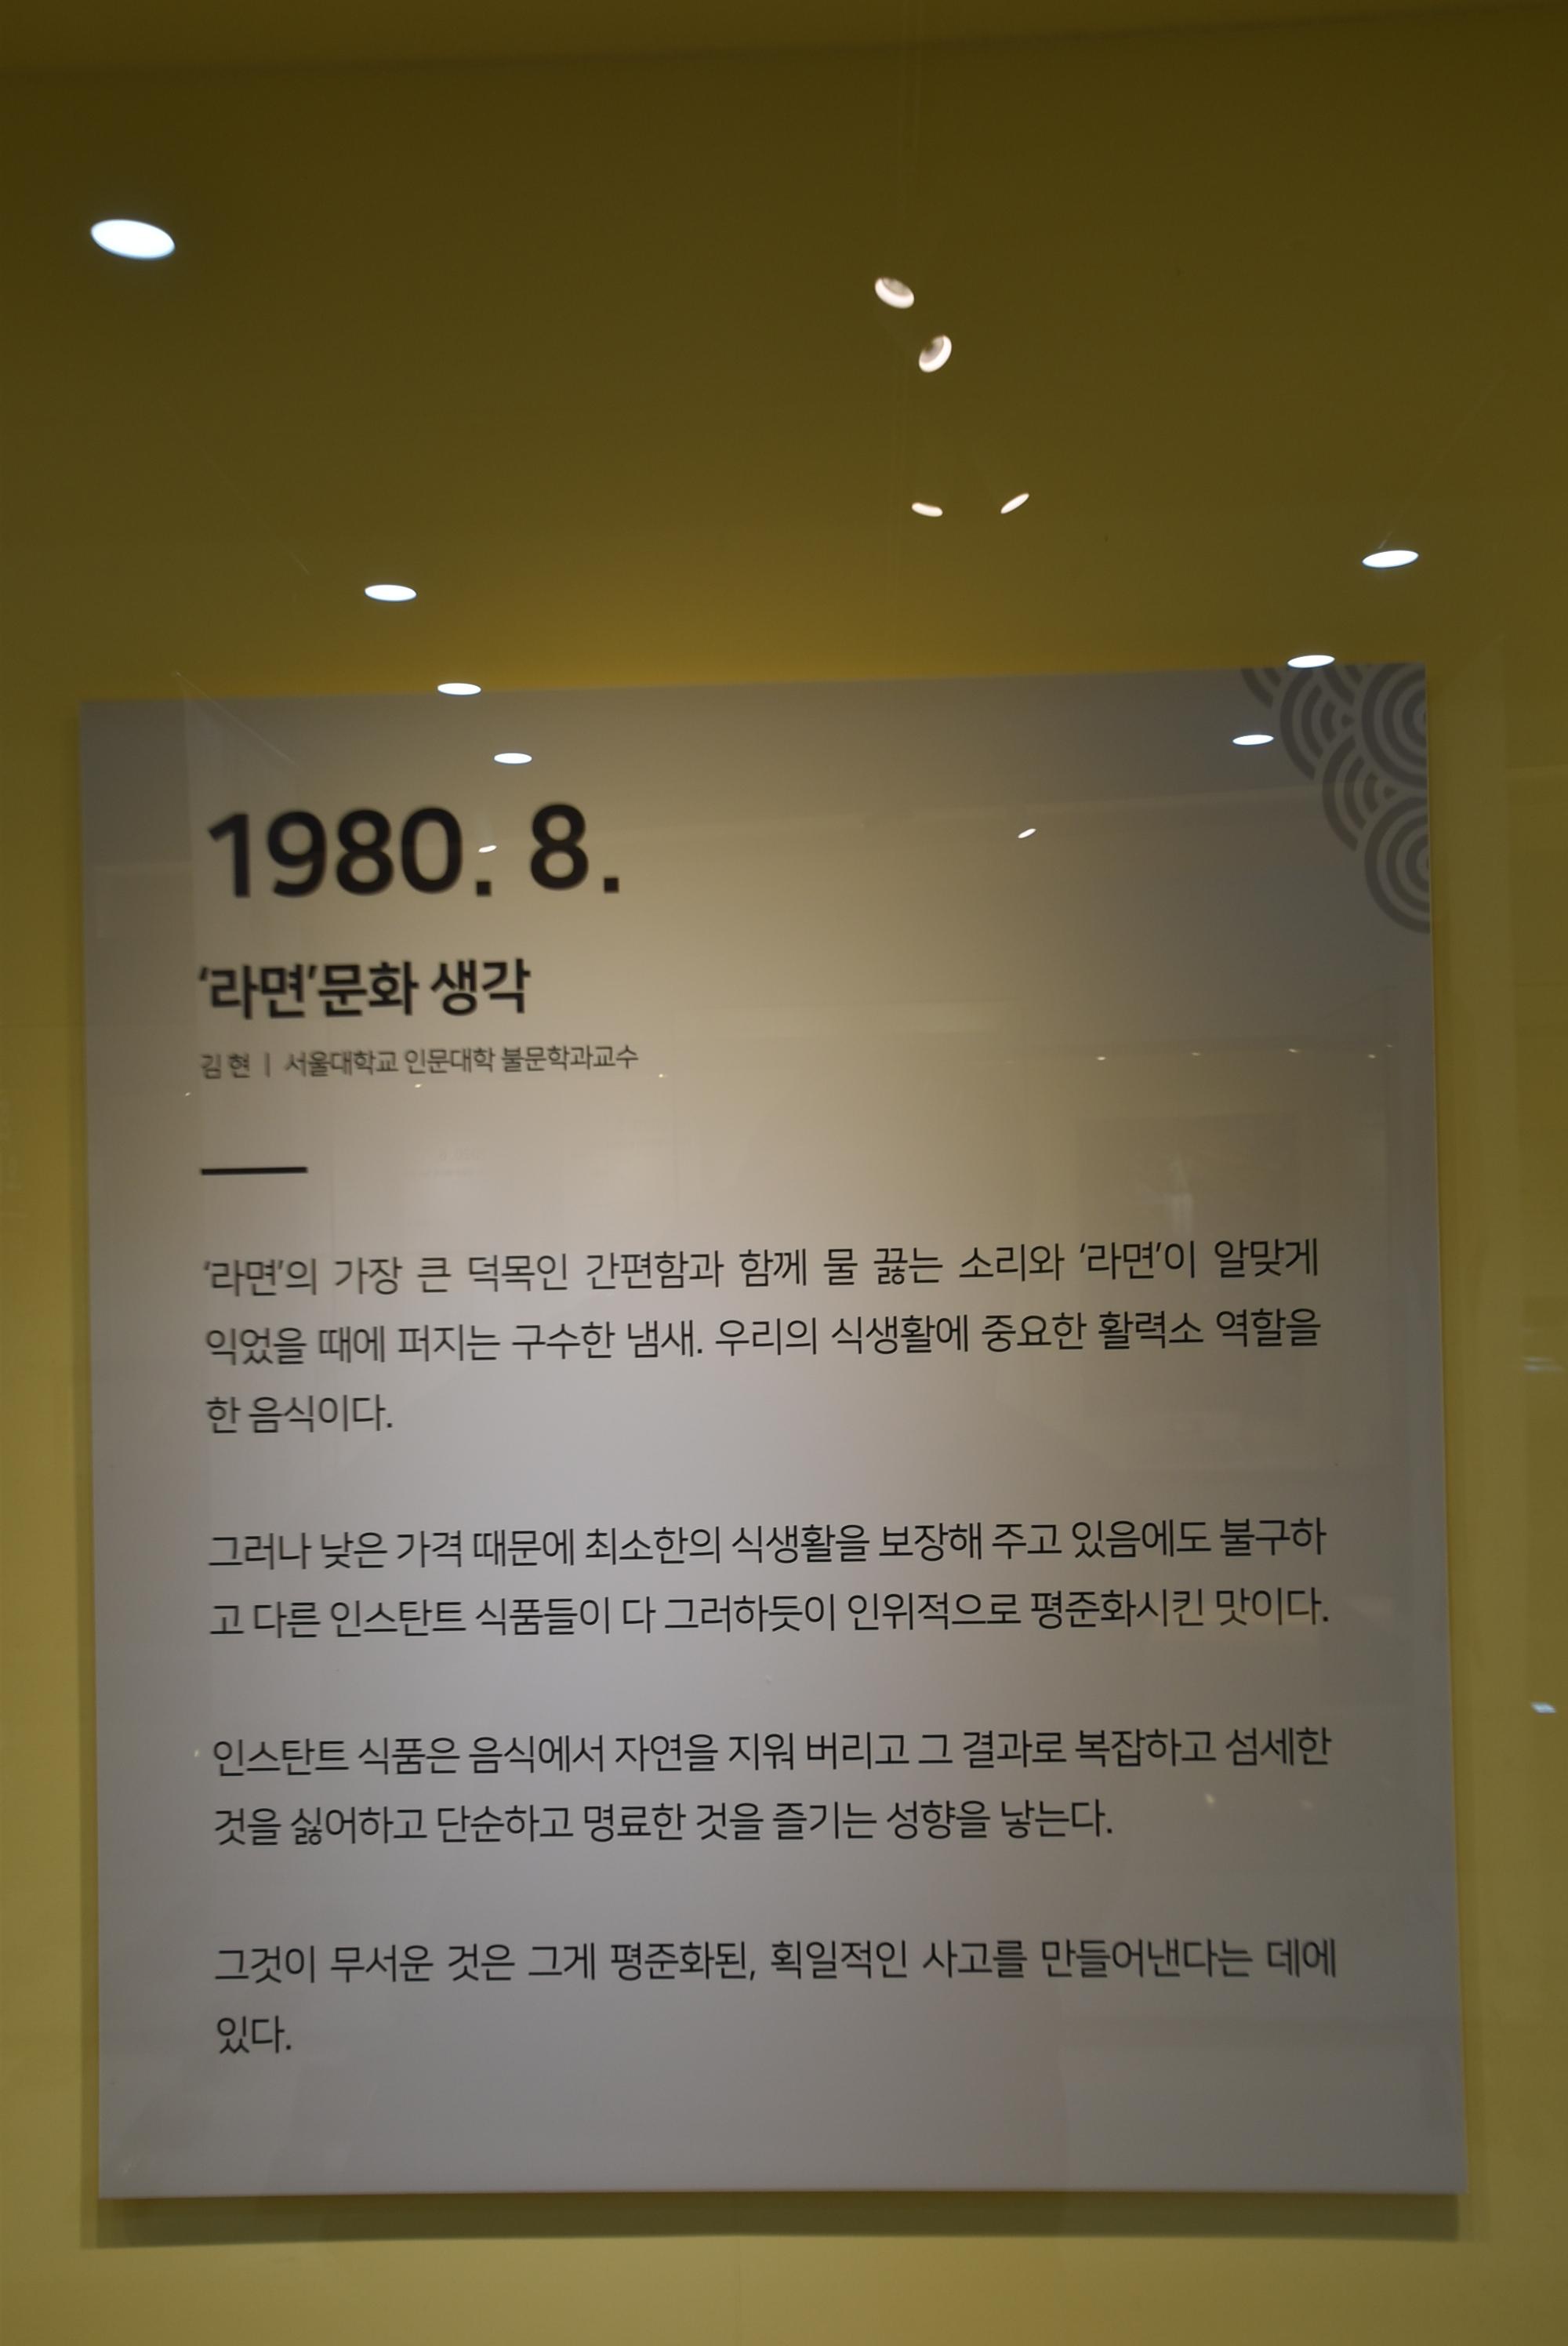 1980. 8.
‘라면’문화 생각
김 현 | 서울대학교 인문대학 불문학과교수
‘라면’의 가장 큰 덕목인 간편함과 함께 물 끓는 소리와 ‘라면’이 알맞게
익었을 때에 퍼지는 구수한 냄새. 우리의 식생활에 중요한 활력소 역할을
한 음식이다.
그러나 낮은 가격 때문에 최소한의 식생활을 보장해 주고 있음에도 불구하
고 다른 인스탄트 식품들이 다 그러하듯이 인위적으로 평준화시킨 맛이다.
인스탄트 식품은 음식에서 자연을 지워 버리고 그 결과로 복잡하고 섬세한
것을 싫어하고 단순하고 명료한 것을 즐기는 성향을 낳는다.
그것이 무서운 것은 그게 평준화된, 획일적인 사고를 만들어낸다는 데에
있다.